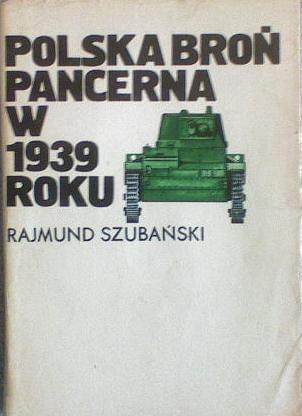 POLSKA BROŃ
PANCERNA
W
1939
ROKU
RAJMUND SZUBAŃSKI